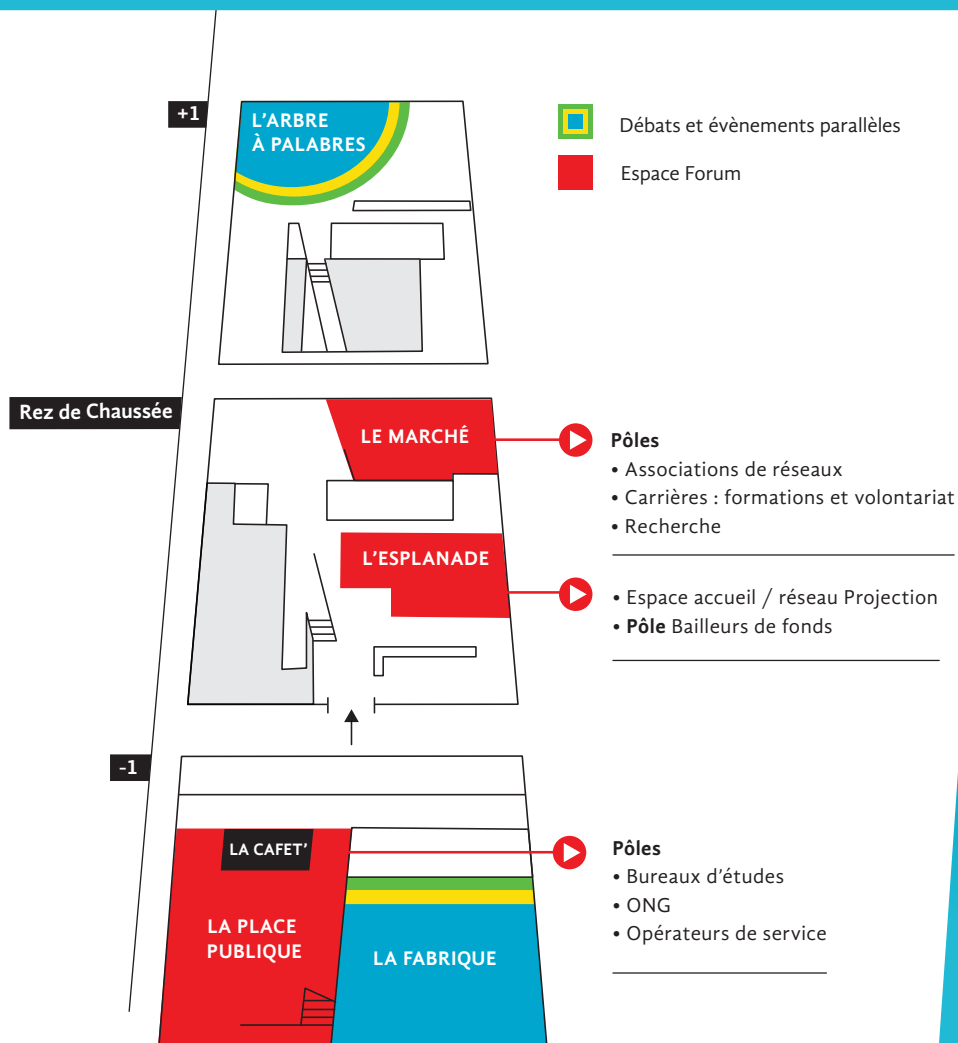 +1
L'ARBRE
À PALABRES
Débats et évènements parallèles
Espace Forum
Rez de Chaussée
LE MARCHÉ
Pôles
• Associations de réseaux
• Carrières : formations et volontariat
• Recherche
L'ESPLANADE
• Espace accueil / réseau Projection
• Pôle Bailleurs de fonds
-1
LA CAFET'
LA PLACE
PUBLIQUE
LA FABRIQUE
Pôles
• Bureaux d'études
• ONG
• Opérateurs de service